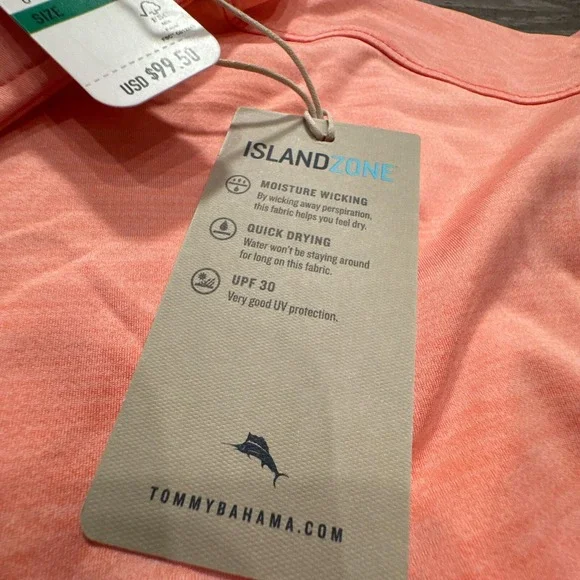 SIZE
USD $99.50
ISLANDZONE
MOISTURE WICKING
By wicking away perspiration,
this fabric helps you feel dry.
QUICK DRYING
Water won't be staying around
for long on this fabric.
UPF 30
Very good UV protection.
TOMMYBAHAMA.COM